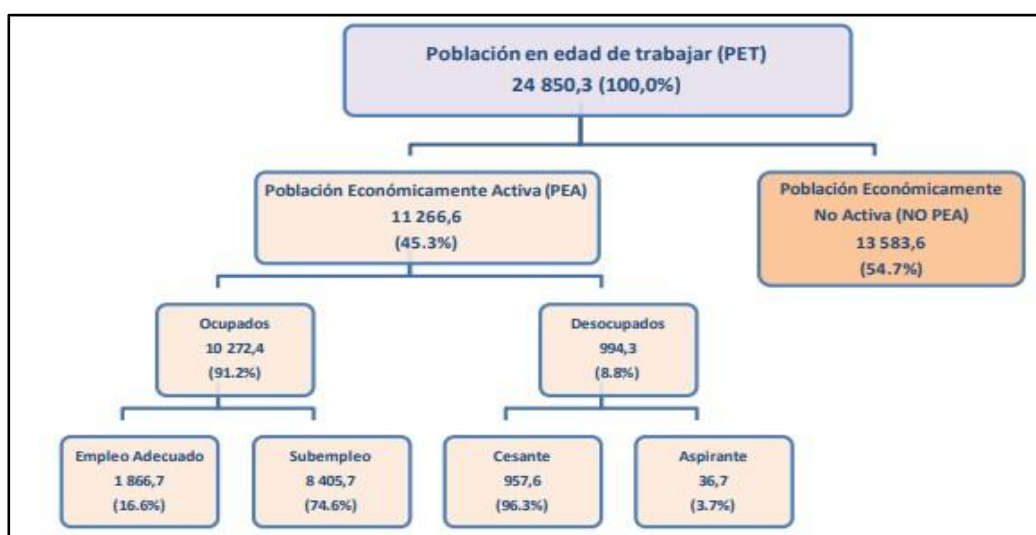 Población en edad de trabajar (PET)
24 850,3 (100,0%)
Población Económicamente Activa (PEA)
11 266,6
(45.3%)
Población Económicamente
No Activa (NO PEA)
13 583,6
(54.7%)
Ocupados
10 272,4
(91.2%)
Desocupados
994,3
(8.8%)
Empleo Adecuado
1 866,7
(16.6%)
Subempleo
8 405,7
(74.6%)
Cesante
957,6
(96.3%)
Aspirante
36,7
(3.7%)